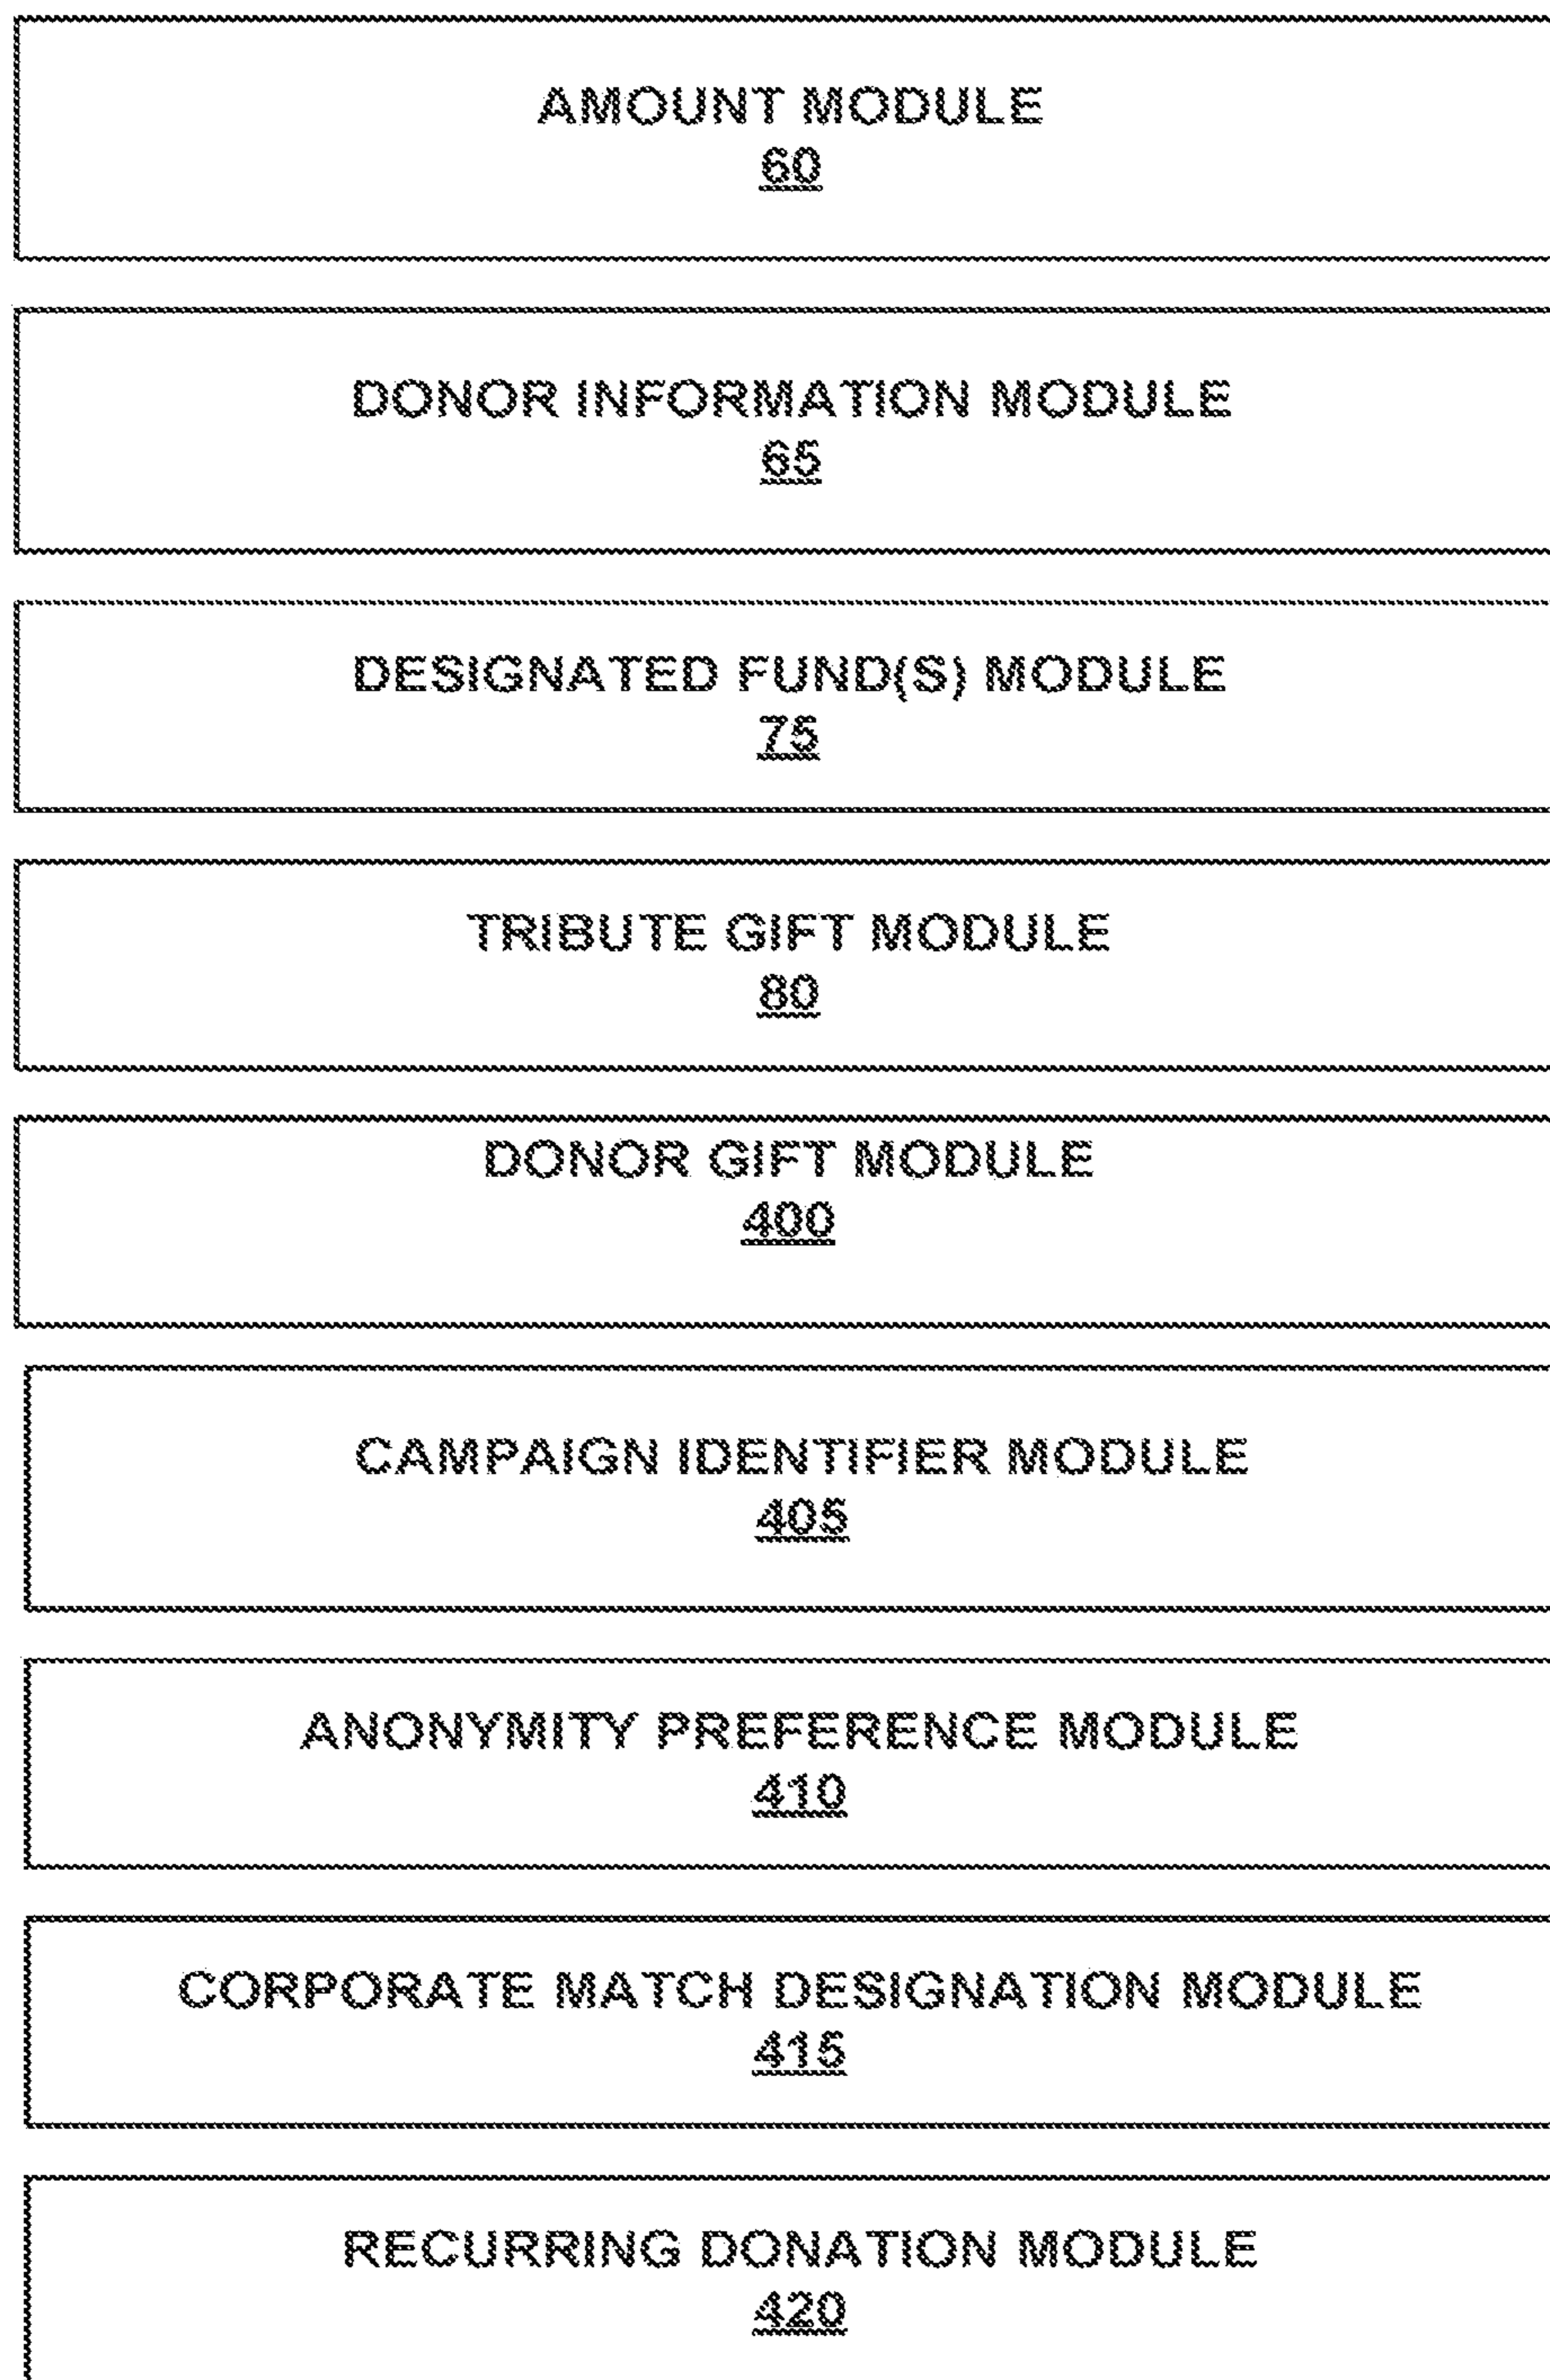 AMOUNT MODULE
60
DONOR INFORMATION MODULE
65
DESIGNATED FUND(S) MODULE
75
TRIBUTE GIFT MODULE
80
DONOR GIFT MODULE
400
CAMPAIGN IDENTIFIER MODULE
405
ANONYMITY PREFERENCE MODULE
410
CORPORATE MATCH DESIGNATION MODULE
415
RECURRING DONATION MODULE
420